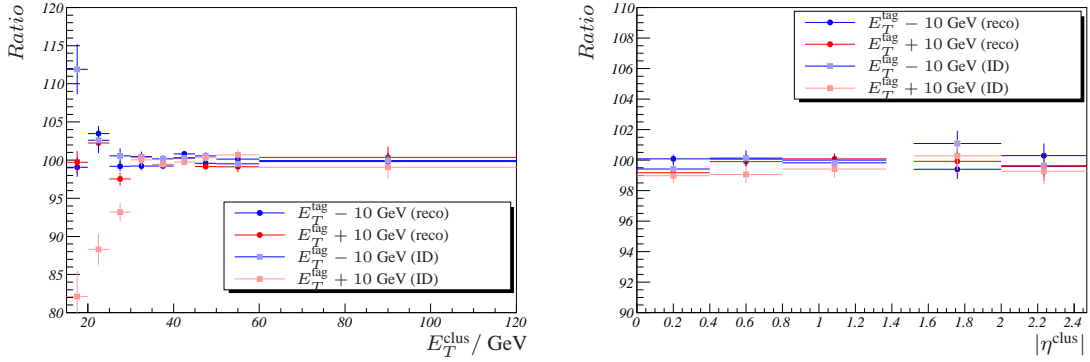 Ratio
120
115
110
105
100
95
90
85
80
20 30 40 50 60 70 80 90 100 110 120
E_T^clus / GeV
E_T^tag − 10 GeV (reco)
E_T^tag + 10 GeV (reco)
E_T^tag − 10 GeV (ID)
E_T^tag + 10 GeV (ID)
Ratio
110
108
106
104
102
100
98
96
94
92
90
0 0.2 0.4 0.6 0.8 1 1.2 1.4 1.6 1.8 2 2.2 2.4
|η^clus|
E_T^tag − 10 GeV (reco)
E_T^tag + 10 GeV (reco)
E_T^tag − 10 GeV (ID)
E_T^tag + 10 GeV (ID)